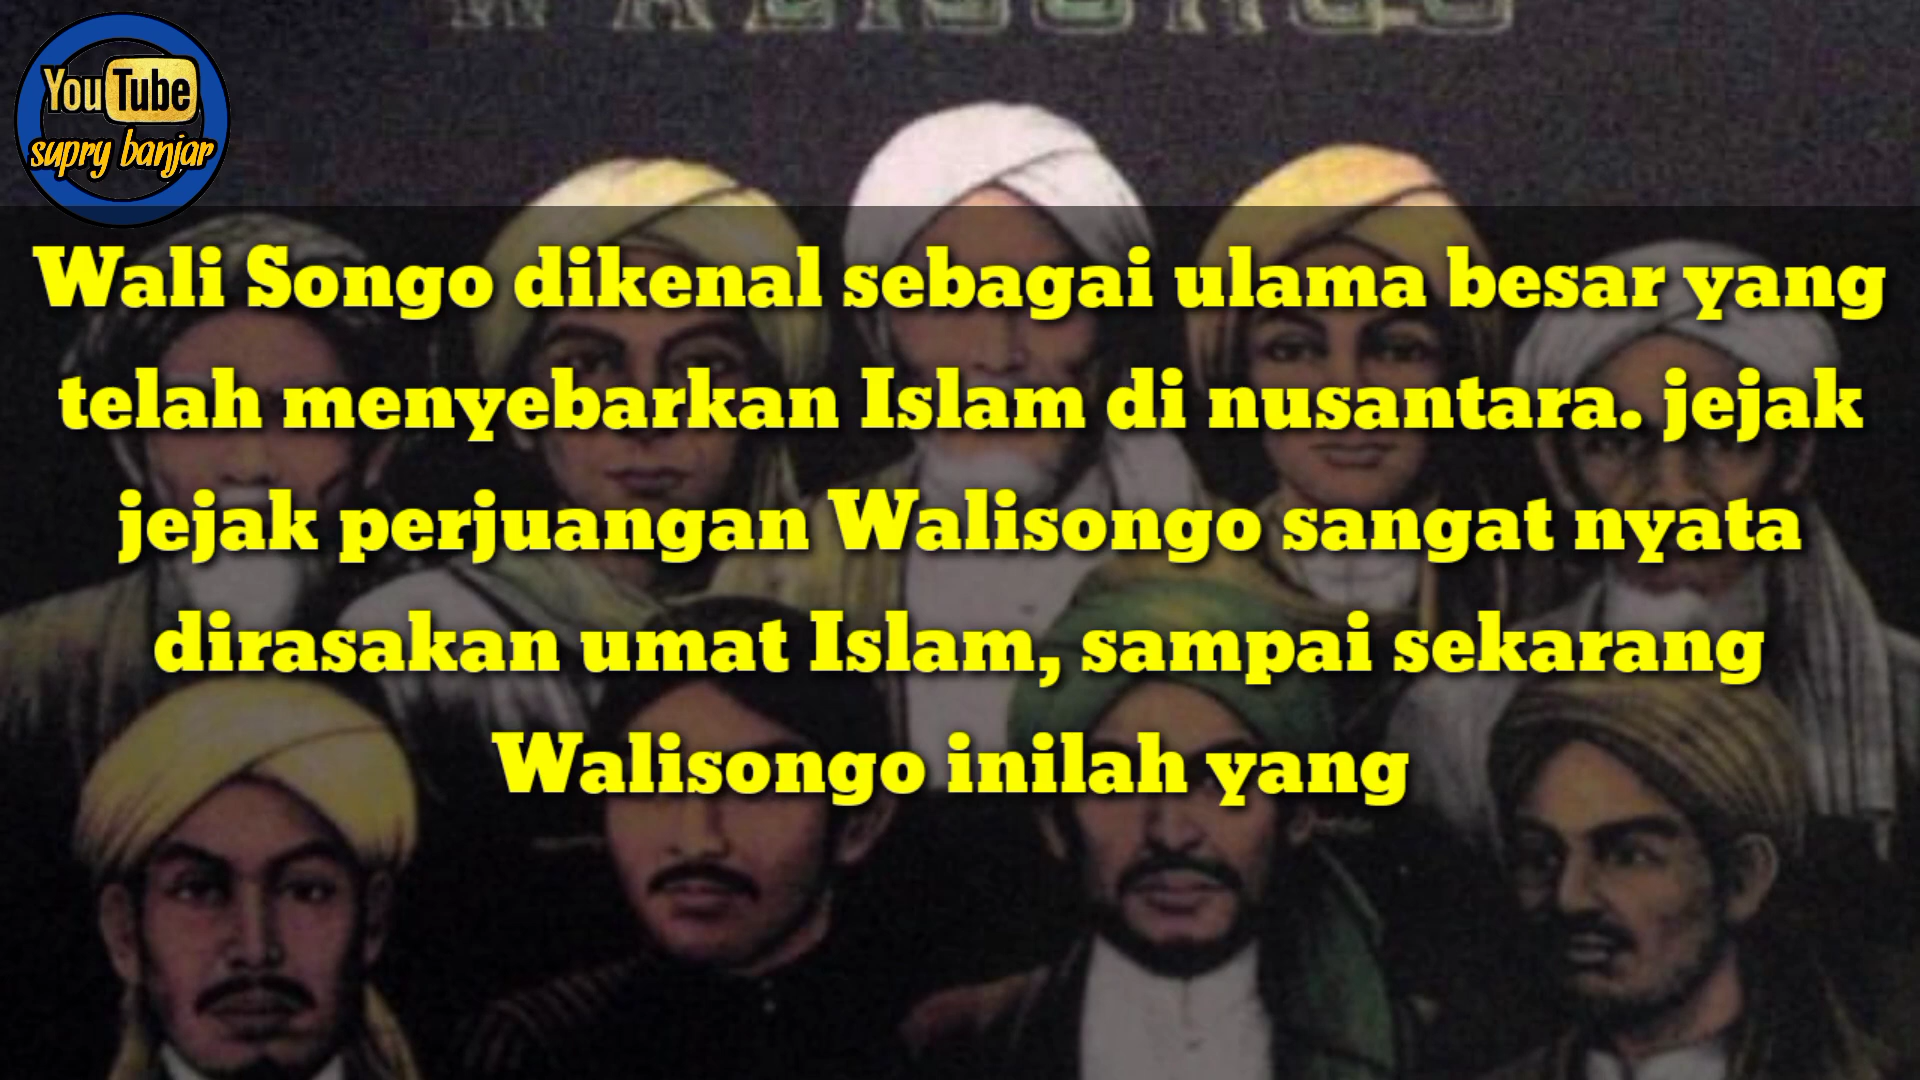 WALISONGO
YouTube
supry banjar
Wali Songo dikenal sebagai ulama besar yang
telah menyebarkan Islam di nusantara. jejak
jejak perjuangan Walisongo sangat nyata
dirasakan umat Islam, sampai sekarang
Walisongo inilah yang